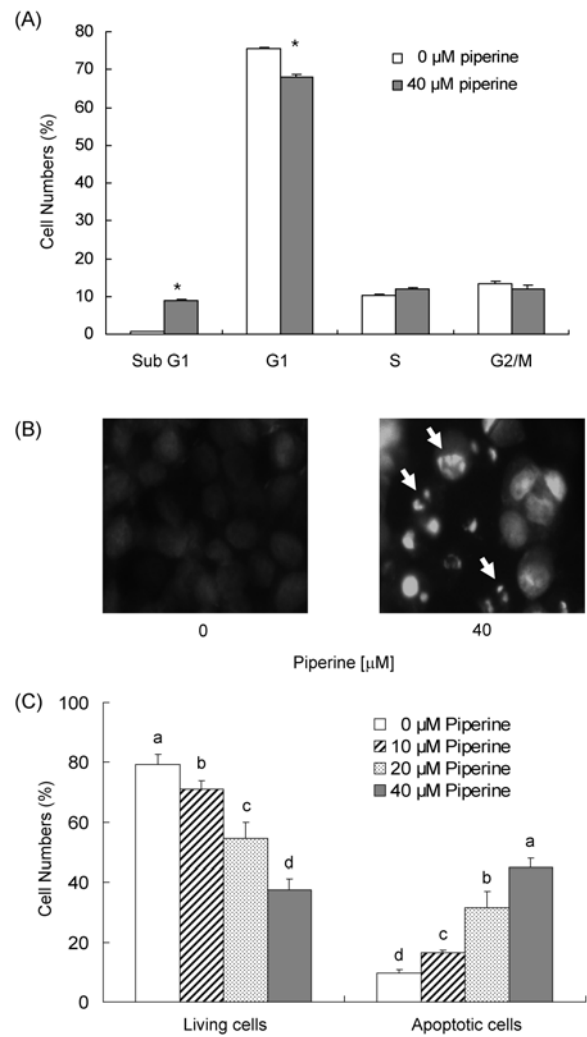 (A)
80
70
60
50
40
30
20
10
0
Cell Numbers (%)
*
*
0 µM piperine
40 µM piperine
Sub G1 G1 S G2/M
(B)
0 40
Piperine [µM]
(C)
100
80
60
40
20
0
Cell Numbers (%)
0 µM Piperine
10 µM Piperine
20 µM Piperine
40 µM Piperine
a
b
c
d
d
c
b
a
Living cells Apoptotic cells